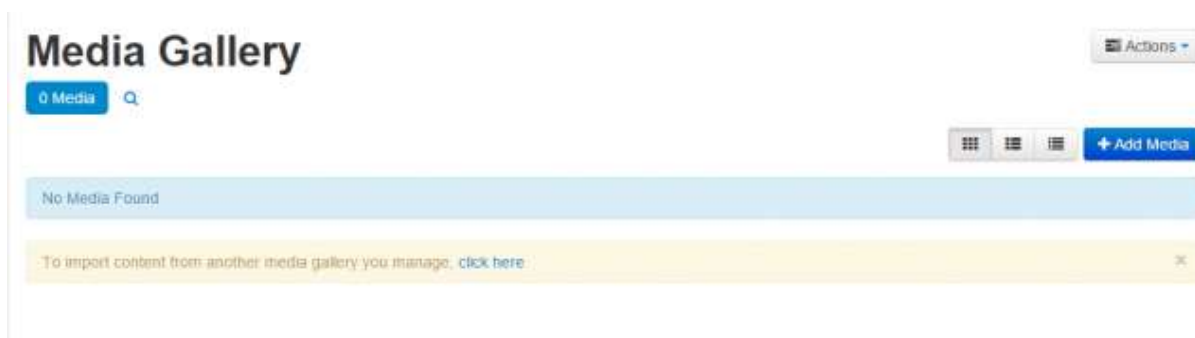 Media Gallery
Actions
0 Media
+ Add Media
No Media Found
To import content from another media gallery you manage, click here
×